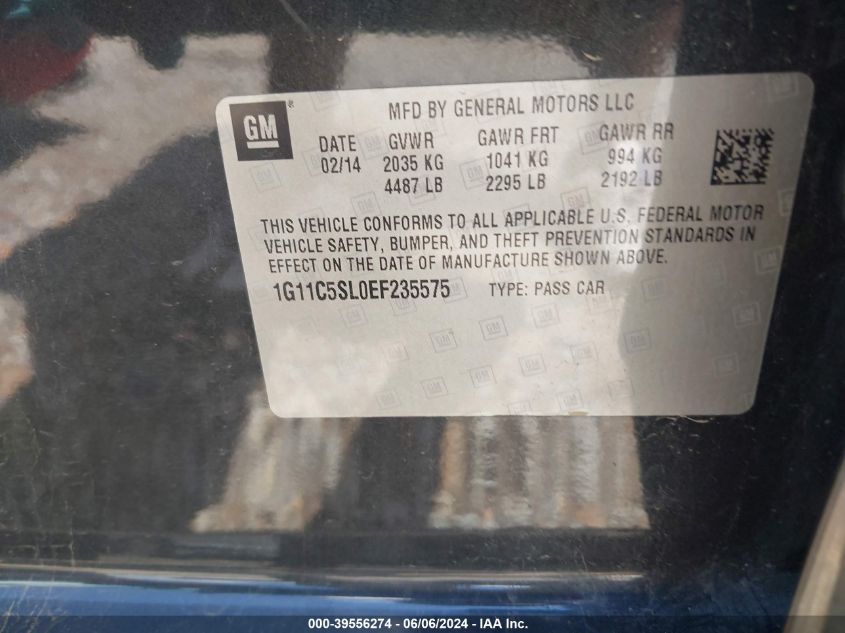 GM
MFD BY GENERAL MOTORS LLC
DATE GVWR GAWR FRT GAWR RR
02/14 2035 KG 1041 KG 994 KG
4487 LB 2295 LB 2192 LB
THIS VEHICLE CONFORMS TO ALL APPLICABLE U.S. FEDERAL MOTOR
VEHICLE SAFETY, BUMPER, AND THEFT PREVENTION STANDARDS IN
EFFECT ON THE DATE OF MANUFACTURE SHOWN ABOVE.
1G11C5SL0EF235575 TYPE: PASS CAR
000-39556274 - 06/06/2024 - IAA Inc.